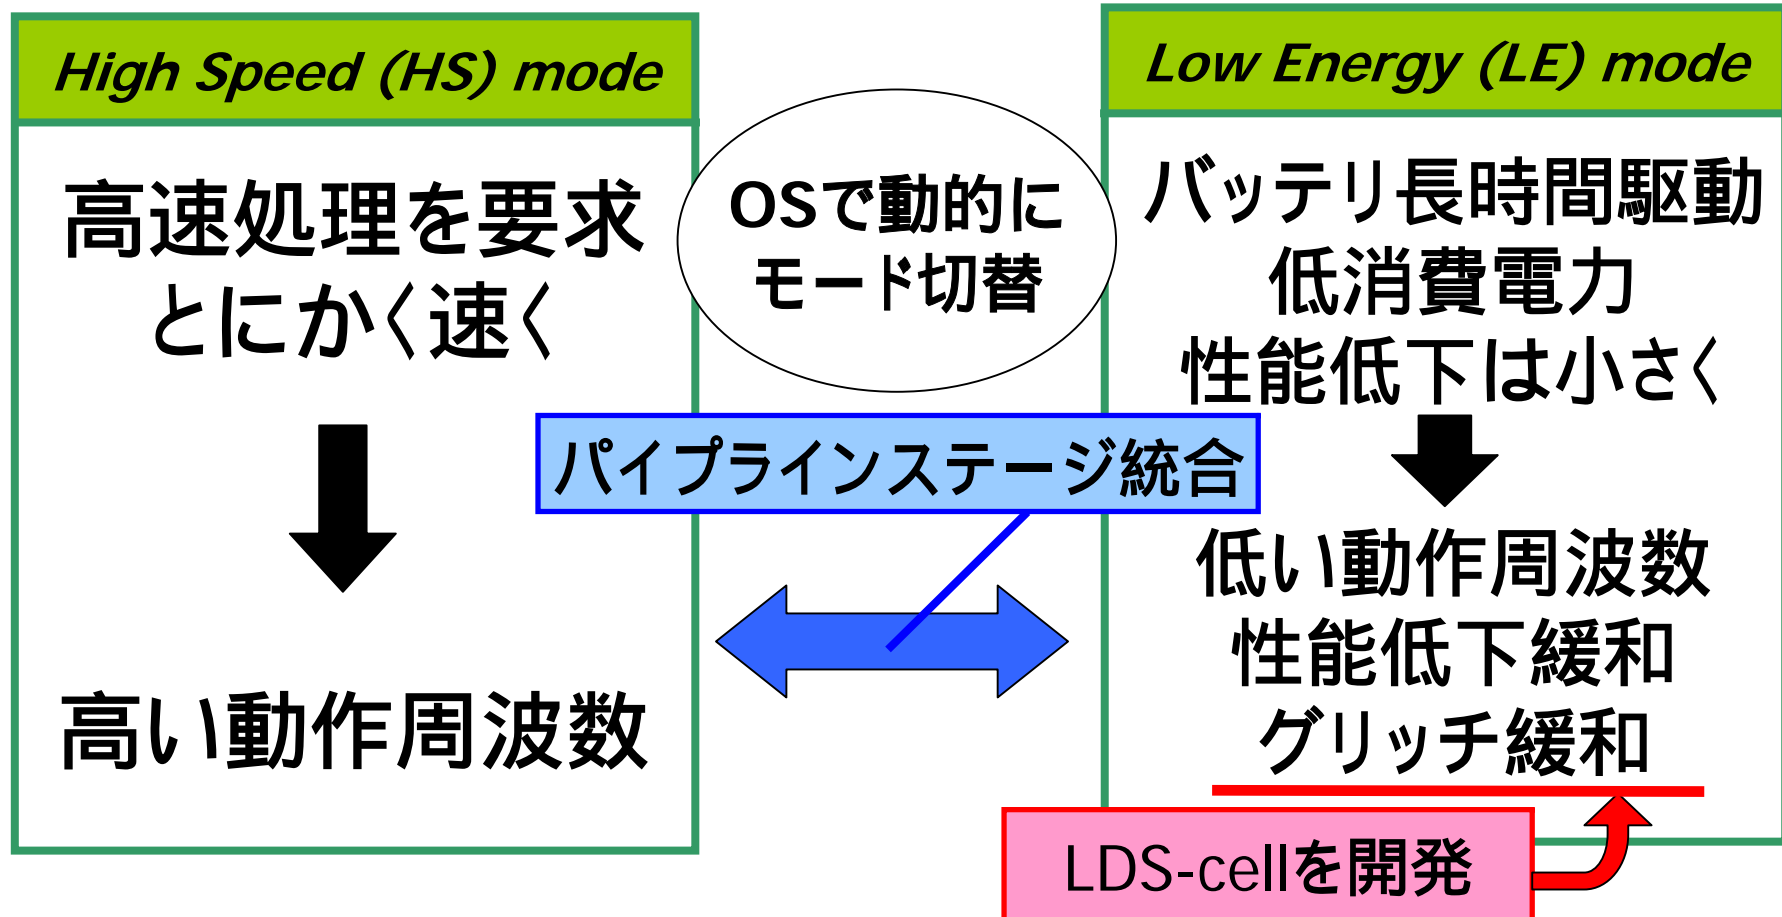 High Speed (HS) mode
高速処理を要求
とにかく速く
高い動作周波数
OSで動的に
モード切替
パイプラインステージ統合
Low Energy (LE) mode
バッテリ長時間駆動
低消費電力
性能低下は小さく
低い動作周波数
性能低下緩和
グリッチ緩和
LDS-cellを開発